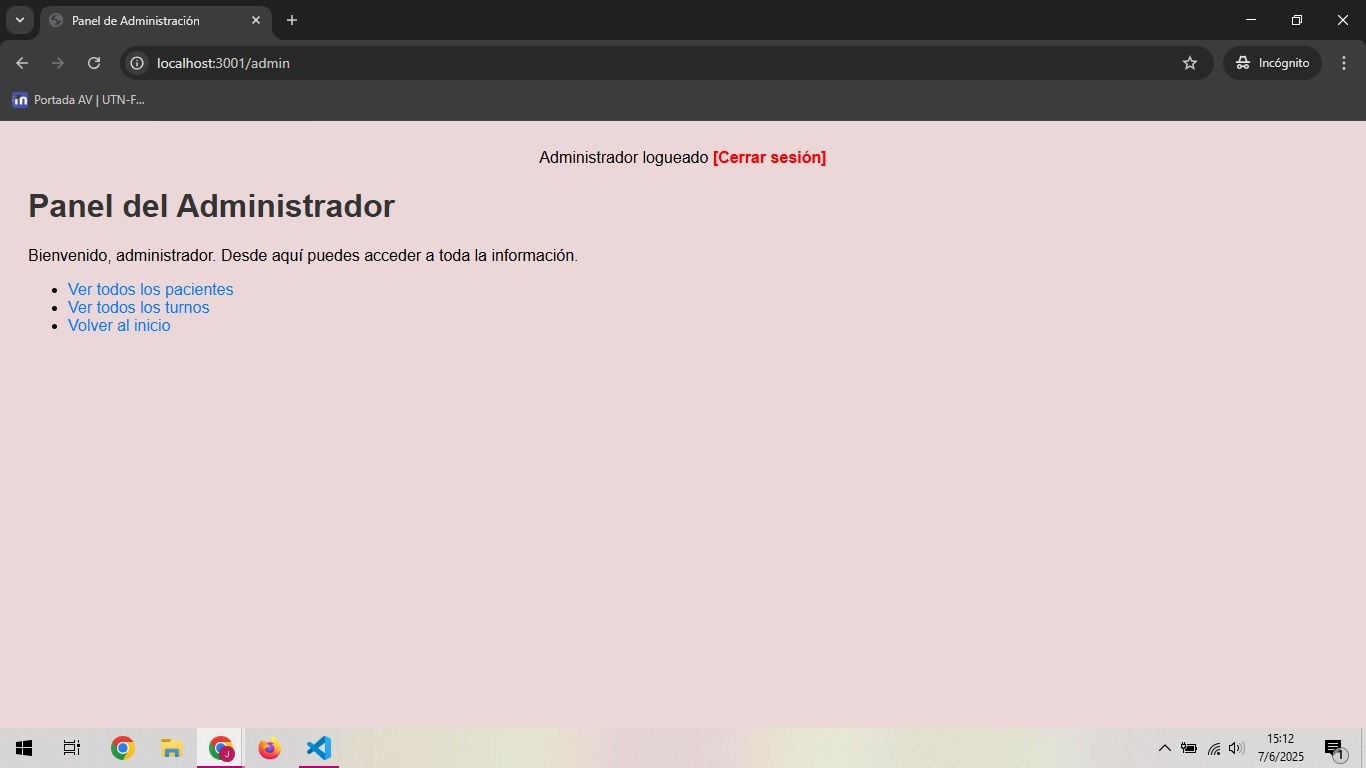 Panel de Administración
localhost:3001/admin
Incógnito
Portada AV | UTN-F...
Administrador logueado [Cerrar sesión]
Panel del Administrador
Bienvenido, administrador. Desde aquí puedes acceder a toda la información.
Ver todos los pacientes
Ver todos los turnos
Volver al inicio
15:12
7/6/2025
1